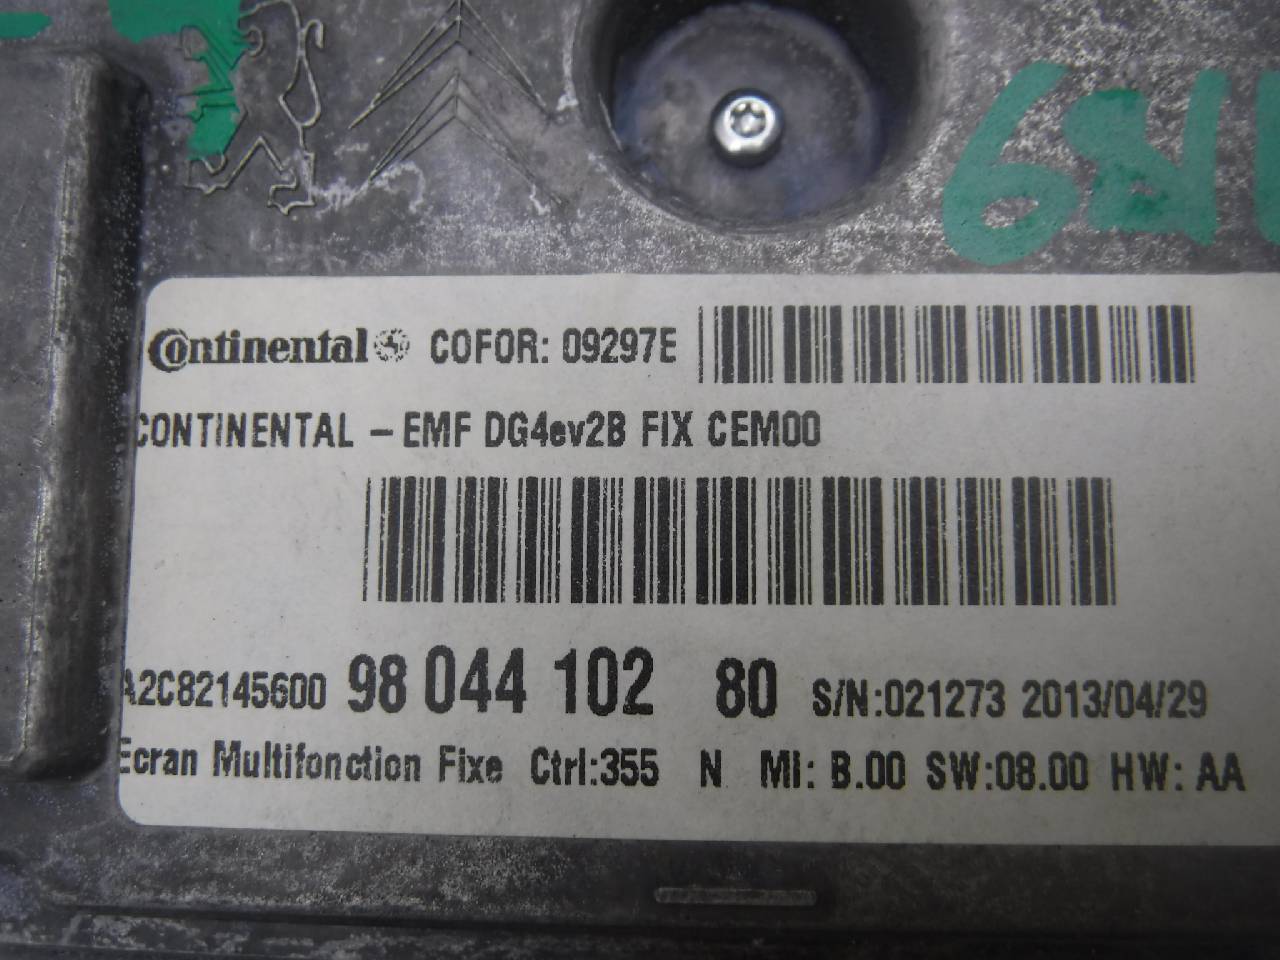 Continental COFOR: 09297E
CONTINENTAL - EMF DG4ev2B FIX CEM00
A2C82145600 98 044 102 80 S/N:021273 2013/04/29
Ecran Multifonction Fixe Ctrl:355 N MI: B.00 SW:08.00 HW: AA